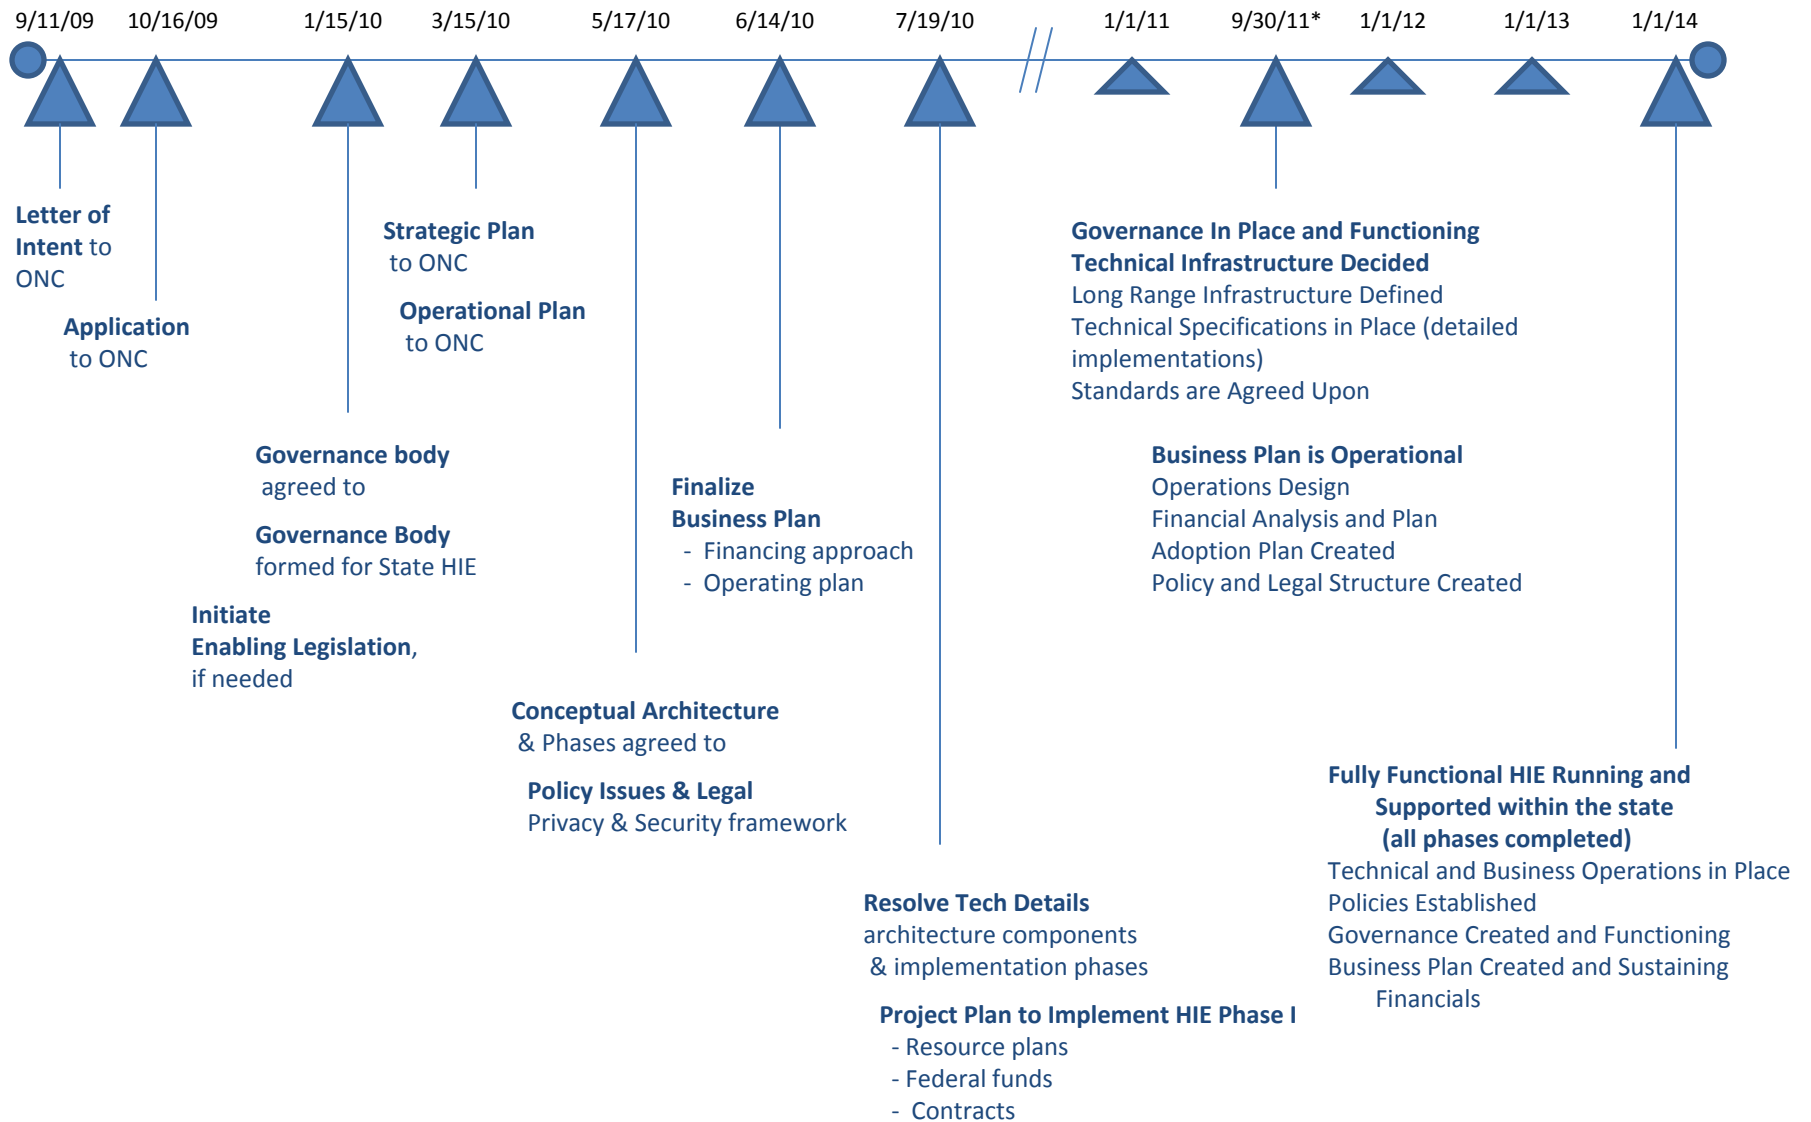 9/11/09 10/16/09 1/15/10 3/15/10 5/17/10 6/14/10 7/19/10 1/1/11 9/30/11* 1/1/12 1/1/13 1/1/14
Letter of
Intent to
ONC
Application
to ONC
Governance body
agreed to
Governance Body
formed for State HIE
Initiate
Enabling Legislation,
if needed
Strategic Plan
to ONC
Operational Plan
to ONC
Conceptual Architecture
& Phases agreed to
Policy Issues & Legal
Privacy & Security framework
Finalize
Business Plan
- Financing approach
- Operating plan
Resolve Tech Details
architecture components
& implementation phases
Project Plan to Implement HIE Phase I
- Resource plans
- Federal funds
- Contracts
Governance In Place and Functioning
Technical Infrastructure Decided
Long Range Infrastructure Defined
Technical Specifications in Place (detailed
implementations)
Standards are Agreed Upon
Business Plan is Operational
Operations Design
Financial Analysis and Plan
Adoption Plan Created
Policy and Legal Structure Created
Fully Functional HIE Running and
Supported within the state
(all phases completed)
Technical and Business Operations in Place
Policies Established
Governance Created and Functioning
Business Plan Created and Sustaining
Financials